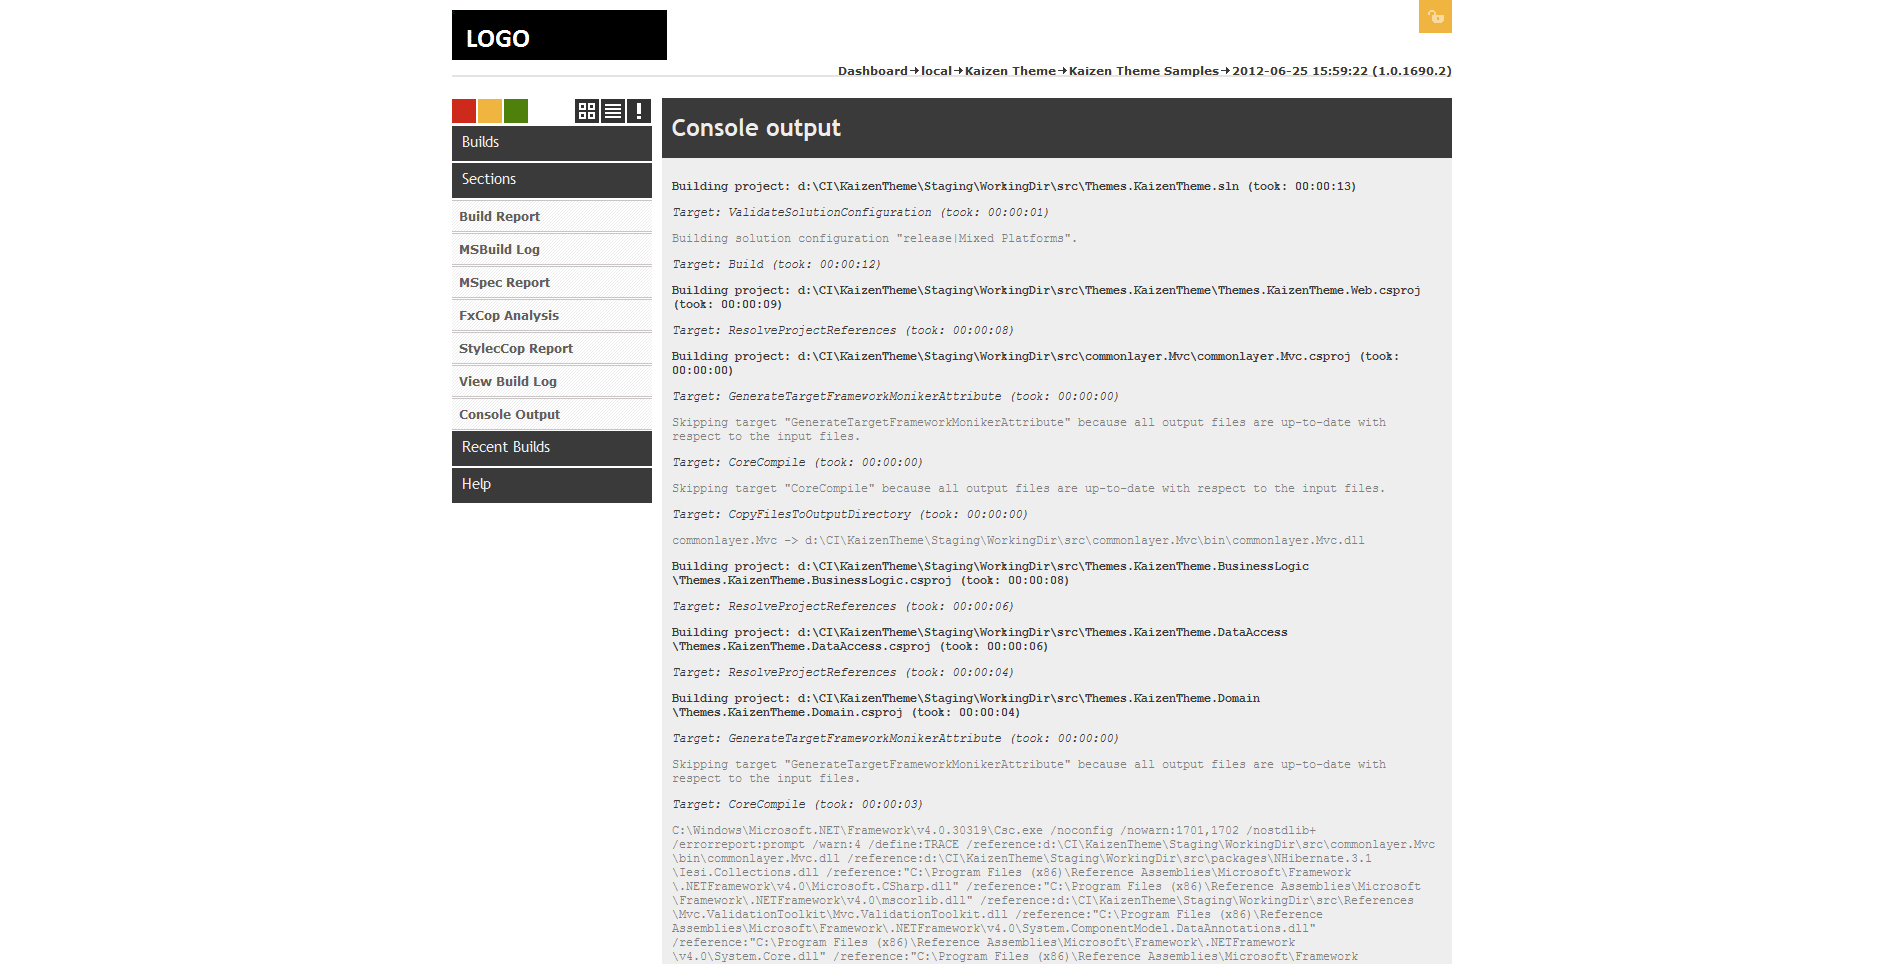 LOGO
Dashboard→local→Kaizen Theme→Kaizen Theme Samples→2012-06-25 15:59:22 (1.0.1690.2)
Builds
Sections
Build Report
MSBuild Log
MSpec Report
FxCop Analysis
StylecCop Report
View Build Log
Console Output
Recent Builds
Help
Console output
Building project: d:\CI\KaizenTheme\Staging\WorkingDir\src\Themes.KaizenTheme.sln (took: 00:00:13)
Target: ValidateSolutionConfiguration (took: 00:00:01)
Building solution configuration "release|Mixed Platforms".
Target: Build (took: 00:00:12)
Building project: d:\CI\KaizenTheme\Staging\WorkingDir\src\Themes.KaizenTheme\Themes.KaizenTheme.Web.csproj
(took: 00:00:09)
Target: ResolveProjectReferences (took: 00:00:08)
Building project: d:\CI\KaizenTheme\Staging\WorkingDir\src\commonlayer.Mvc\commonlayer.Mvc.csproj (took:
00:00:00)
Target: GenerateTargetFrameworkMonikerAttribute (took: 00:00:00)
Skipping target "GenerateTargetFrameworkMonikerAttribute" because all output files are up-to-date with
respect to the input files.
Target: CoreCompile (took: 00:00:00)
Skipping target "CoreCompile" because all output files are up-to-date with respect to the input files.
Target: CopyFilesToOutputDirectory (took: 00:00:00)
commonlayer.Mvc -> d:\CI\KaizenTheme\Staging\WorkingDir\src\commonlayer.Mvc\bin\commonlayer.Mvc.dll
Building project: d:\CI\KaizenTheme\Staging\WorkingDir\src\Themes.KaizenTheme.BusinessLogic
\Themes.KaizenTheme.BusinessLogic.csproj (took: 00:00:08)
Target: ResolveProjectReferences (took: 00:00:06)
Building project: d:\CI\KaizenTheme\Staging\WorkingDir\src\Themes.KaizenTheme.DataAccess
\Themes.KaizenTheme.DataAccess.csproj (took: 00:00:06)
Target: ResolveProjectReferences (took: 00:00:04)
Building project: d:\CI\KaizenTheme\Staging\WorkingDir\src\Themes.KaizenTheme.Domain
\Themes.KaizenTheme.Domain.csproj (took: 00:00:04)
Target: GenerateTargetFrameworkMonikerAttribute (took: 00:00:00)
Skipping target "GenerateTargetFrameworkMonikerAttribute" because all output files are up-to-date with
respect to the input files.
Target: CoreCompile (took: 00:00:03)
C:\Windows\Microsoft.NET\Framework\v4.0.30319\Csc.exe /noconfig /nowarn:1701,1702 /nostdlib+
/errorreport:prompt /warn:4 /define:TRACE /reference:d:\CI\KaizenTheme\Staging\WorkingDir\src\commonlayer.Mvc
\bin\commonlayer.Mvc.dll /reference:d:\CI\KaizenTheme\Staging\WorkingDir\src\packages\NHibernate.3.1
\Iesi.Collections.dll /reference:"C:\Program Files (x86)\Reference Assemblies\Microsoft\Framework
\.NETFramework\v4.0\Microsoft.CSharp.dll" /reference:"C:\Program Files (x86)\Reference Assemblies\Microsoft
\Framework\.NETFramework\v4.0\mscorlib.dll" /reference:d:\CI\KaizenTheme\Staging\WorkingDir\src\References
\Mvc.ValidationToolkit\Mvc.ValidationToolkit.dll /reference:"C:\Program Files (x86)\Reference
Assemblies\Microsoft\Framework\.NETFramework\v4.0\System.ComponentModel.DataAnnotations.dll"
/reference:"C:\Program Files (x86)\Reference Assemblies\Microsoft\Framework\.NETFramework
\v4.0\System.Core.dll" /reference:"C:\Program Files (x86)\Reference Assemblies\Microsoft\Framework